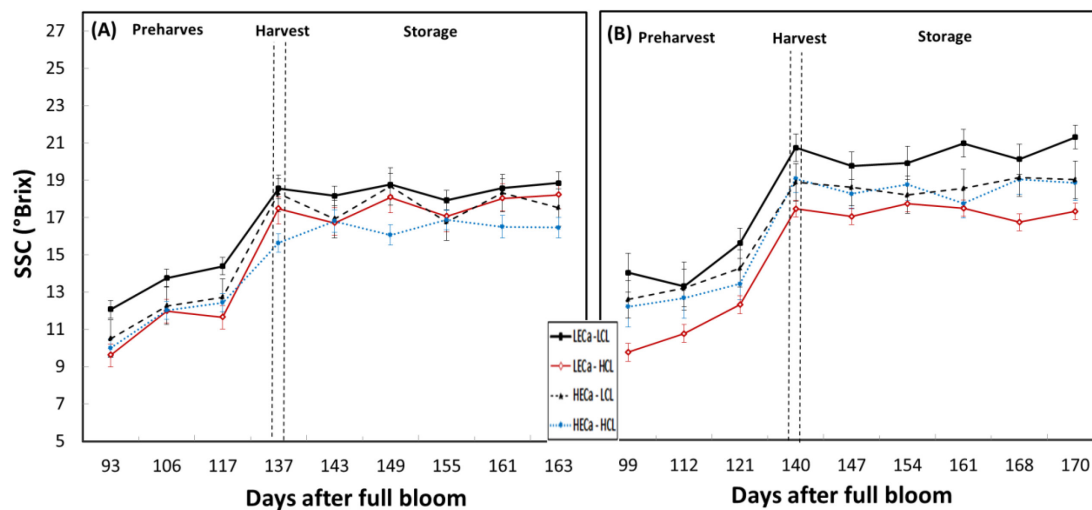 (A) Preharves Harvest Storage
(B) Preharvest Harvest Storage
SSC (°Brix)
27
25
23
21
19
17
15
13
11
9
7
5
LECa -LCL
LECa - HCL
HECa - LCL
HECa - HCL
93 106 117 137 143 149 155 161 163
99 112 121 140 147 154 161 168 170
Days after full bloom
Days after full bloom